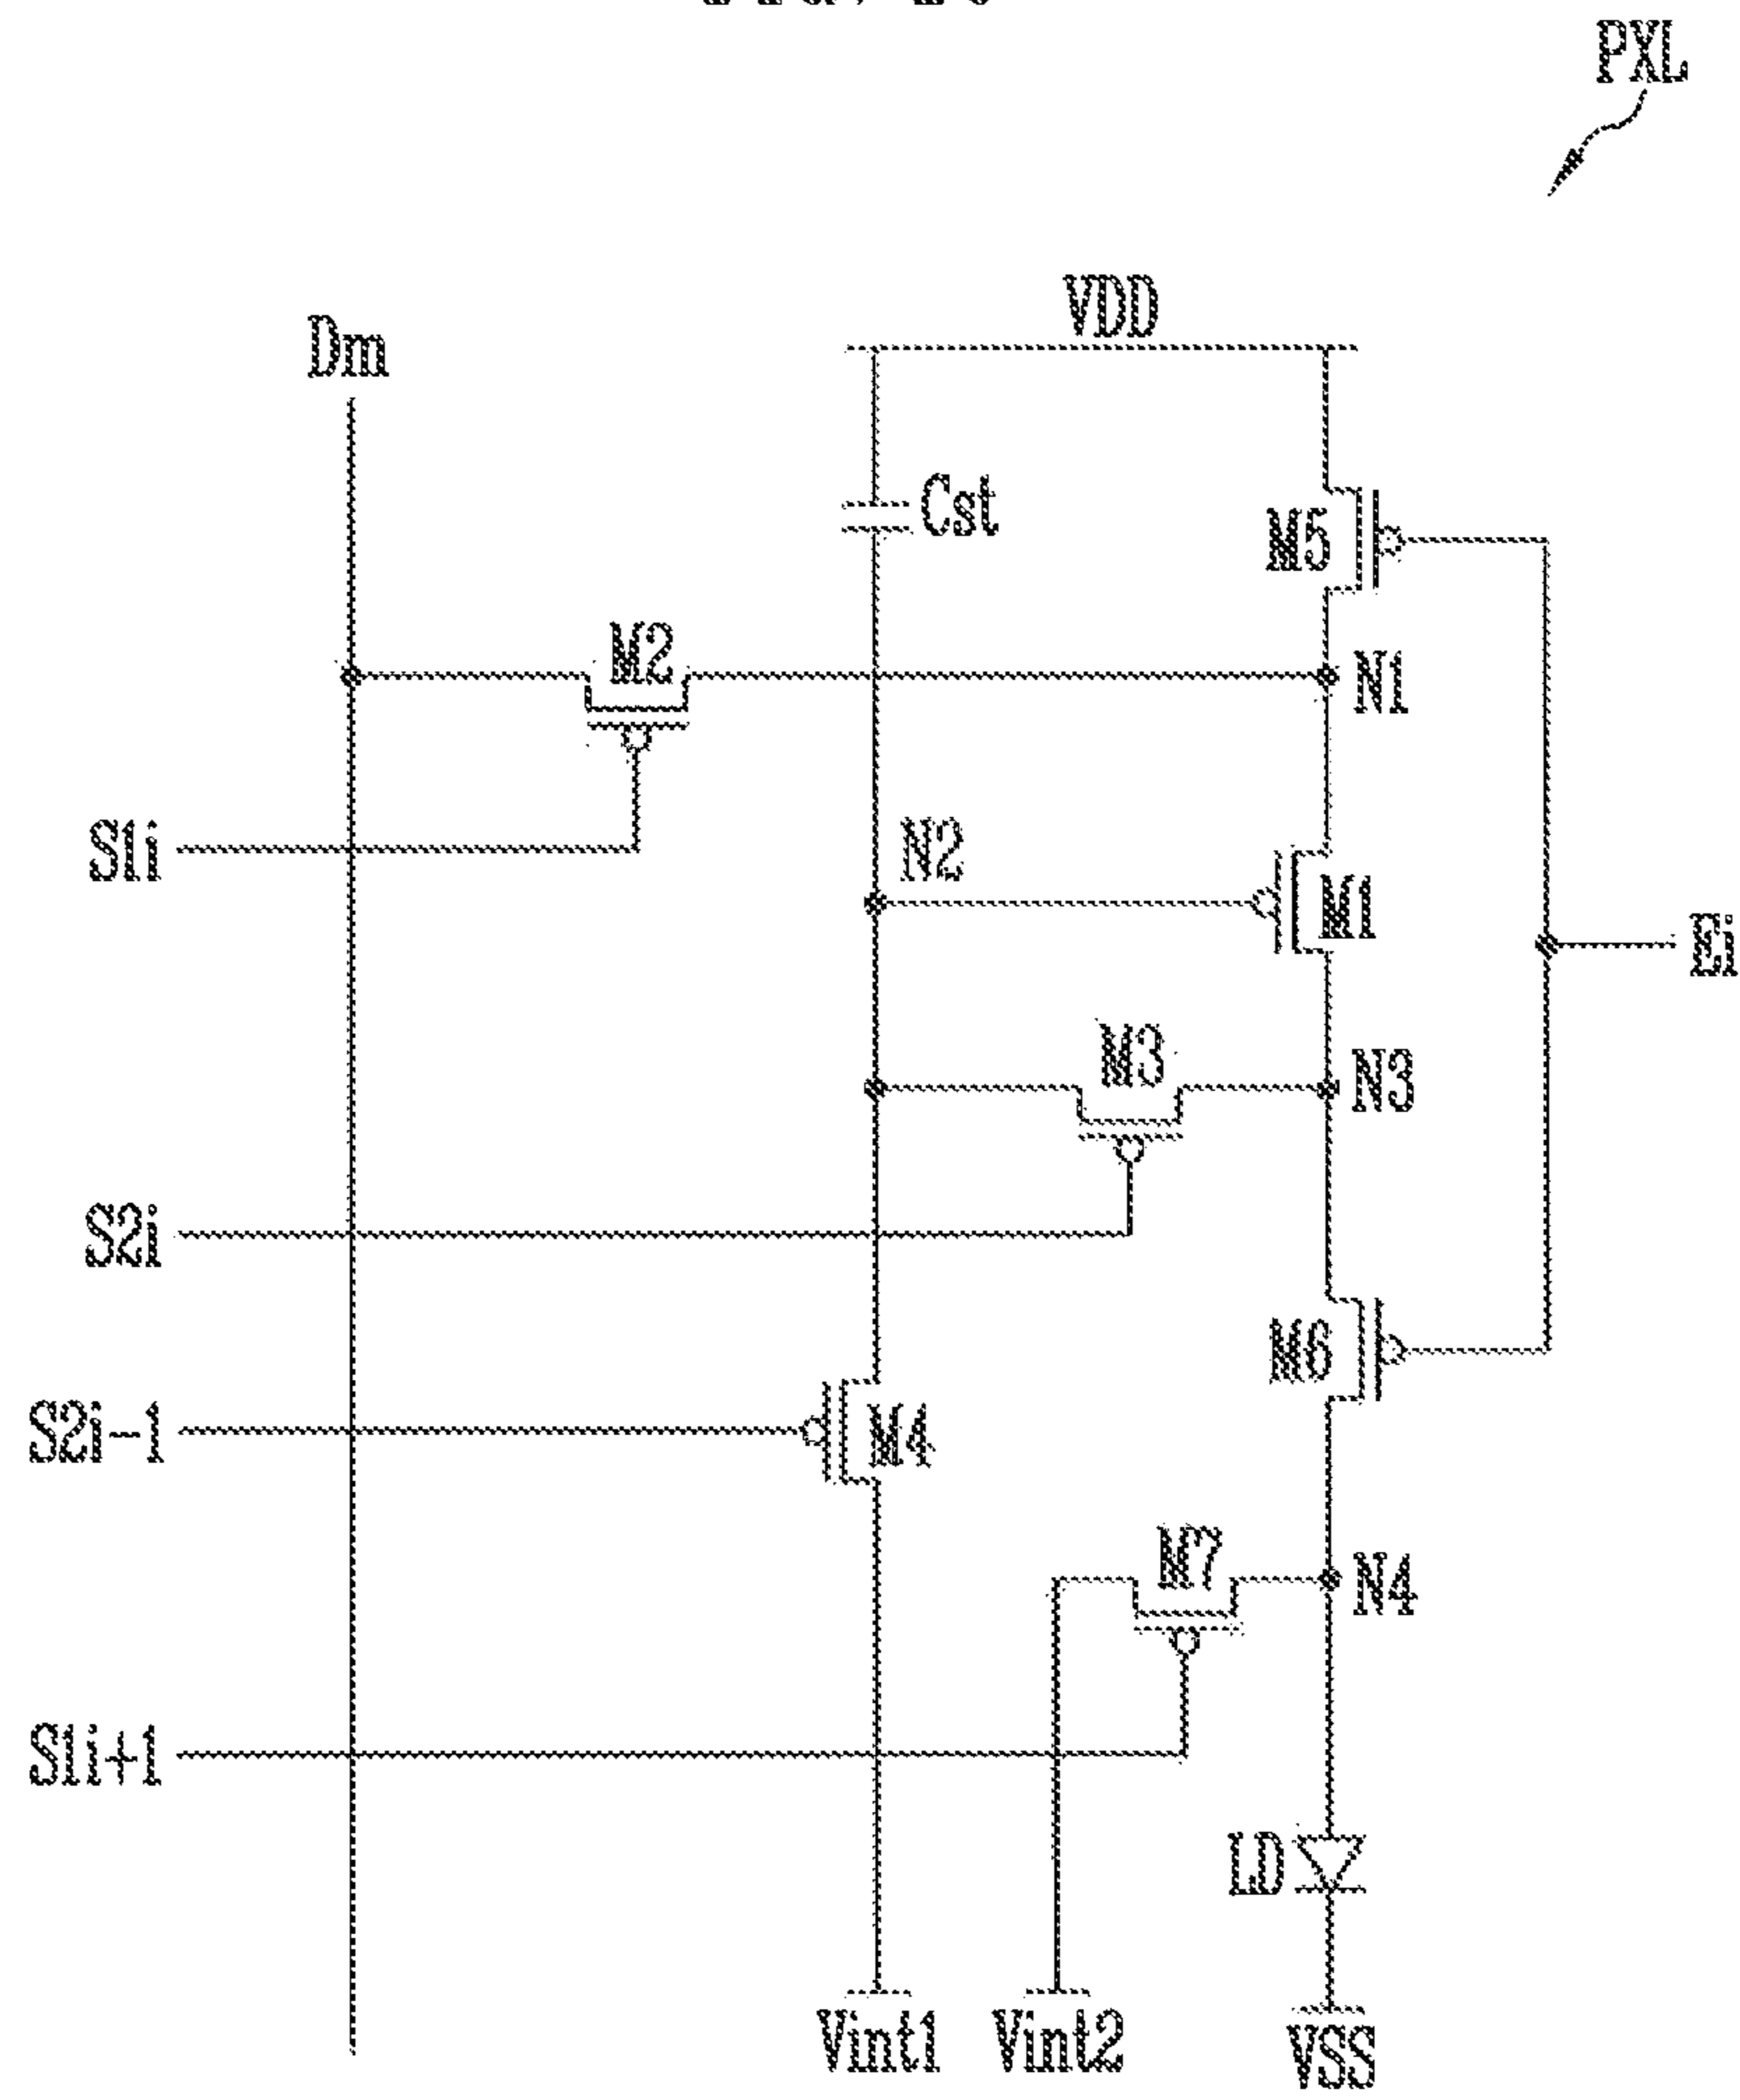 PXL
VDD
Dm
Cst
M5
M2
N1
S1i
N2
M1
Ei
M3
N3
S2i
M6
S2i-1
M4
M7
N4
S1i+1
LD
Vint1
Vint2
VSS